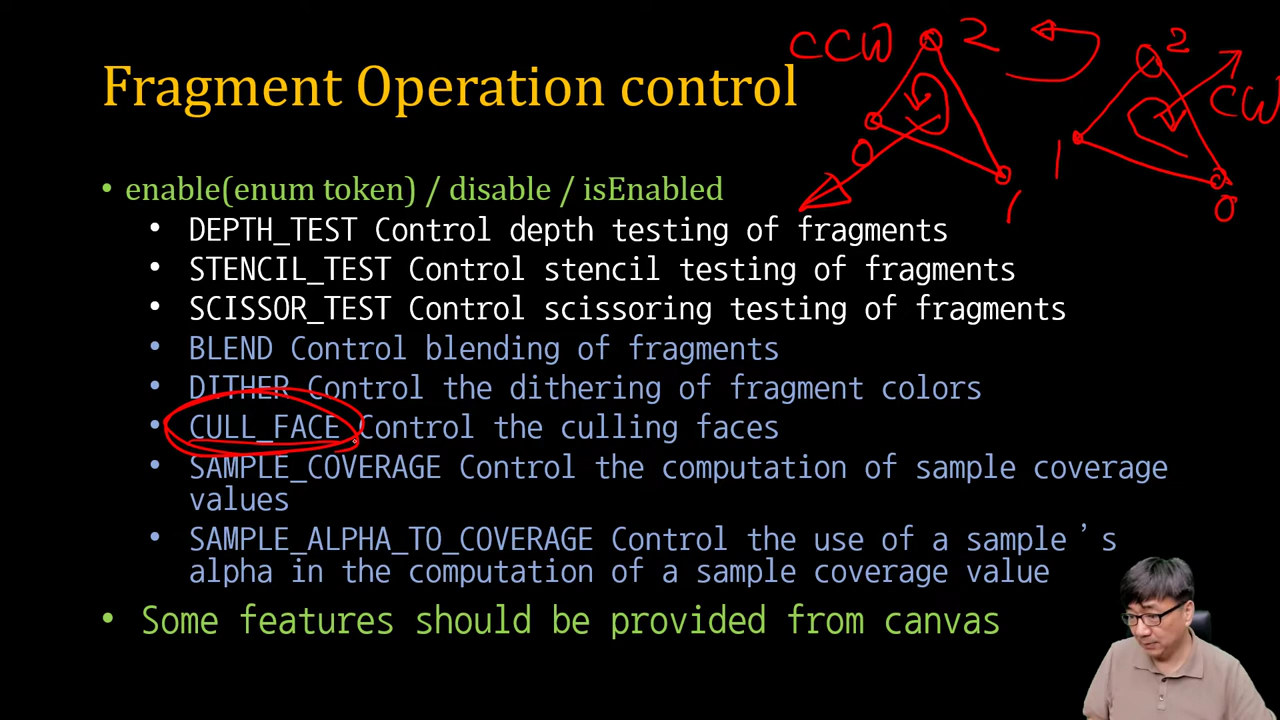 Fragment Operation control
CCW 2
0
1
2
CW
1
0
• enable(enum token) / disable / isEnabled
• DEPTH_TEST Control depth testing of fragments
• STENCIL_TEST Control stencil testing of fragments
• SCISSOR_TEST Control scissoring testing of fragments
• BLEND Control blending of fragments
• DITHER Control the dithering of fragment colors
• CULL_FACE Control the culling faces
• SAMPLE_COVERAGE Control the computation of sample coverage
values
• SAMPLE_ALPHA_TO_COVERAGE Control the use of a sample’s
alpha in the computation of a sample coverage value
• Some features should be provided from canvas